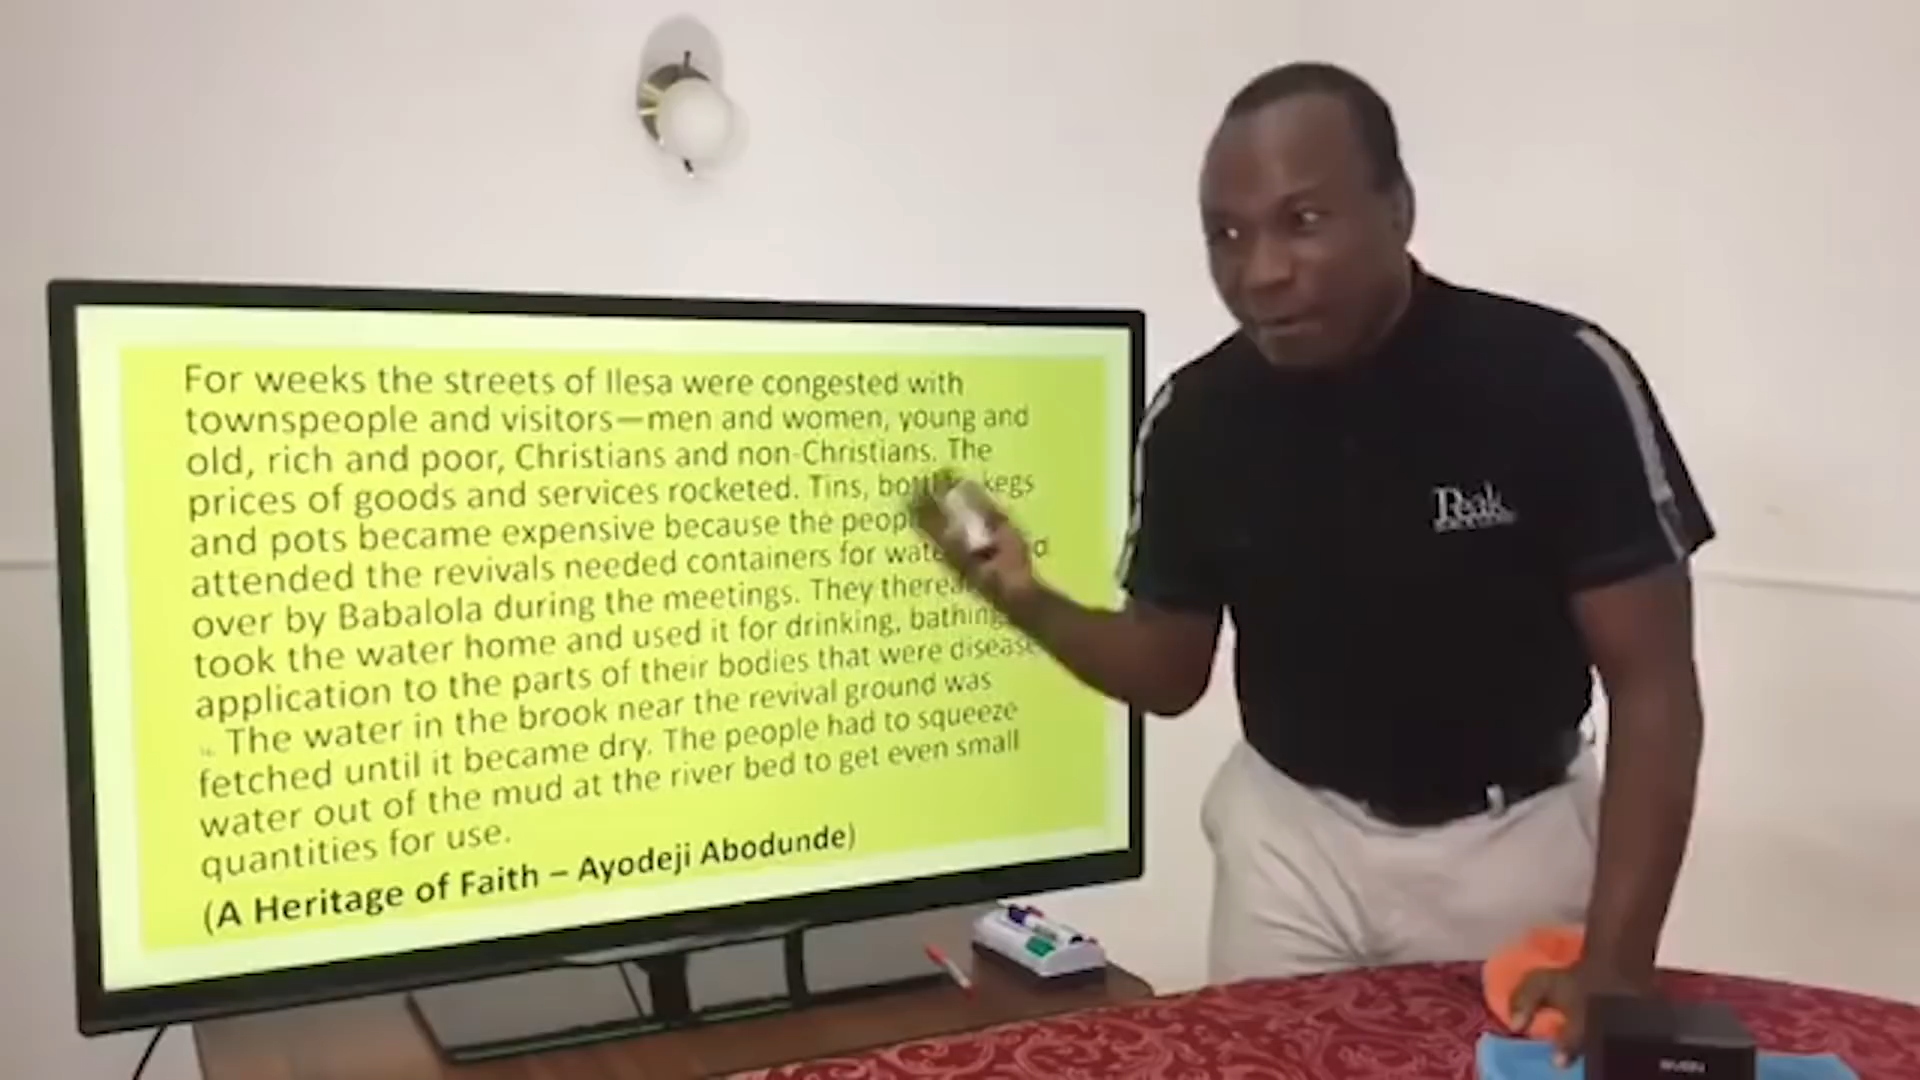 For weeks the streets of Ilesa were congested with
townspeople and visitors—men and women, young and
old, rich and poor, Christians and non-Christians. The
prices of goods and services rocketed. Tins, kegs
and pots became expensive because the
attended the revivals needed containers for
over by Babalola during the meetings. They
took the water home and used it for drinking, bathing
application to the parts of their bodies that were
The water in the brook near the revival ground was
fetched until it became dry. The people had to squeeze
water out of the mud at the river bed to get even small
quantities for use.
(A Heritage of Faith – Ayodeji Abodunde)
Peak